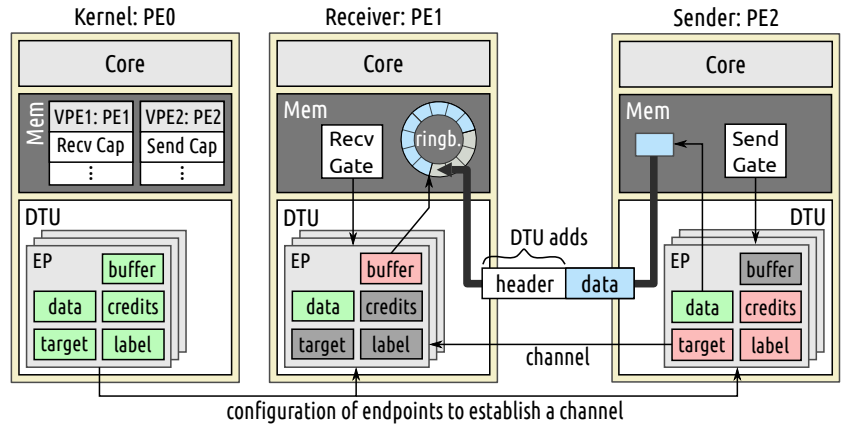 Kernel: PE0
Receiver: PE1
Sender: PE2
Core
Core
Core
Mem
VPE1: PE1
VPE2: PE2
Recv Cap
Send Cap
⋮
⋮
Mem
Recv
Gate
ringb.
Mem
Send
Gate
DTU
EP
buffer
data
credits
target
label
DTU
EP
buffer
data
credits
target
label
DTU adds
header
data
channel
DTU
EP
buffer
data
credits
target
label
configuration of endpoints to establish a channel